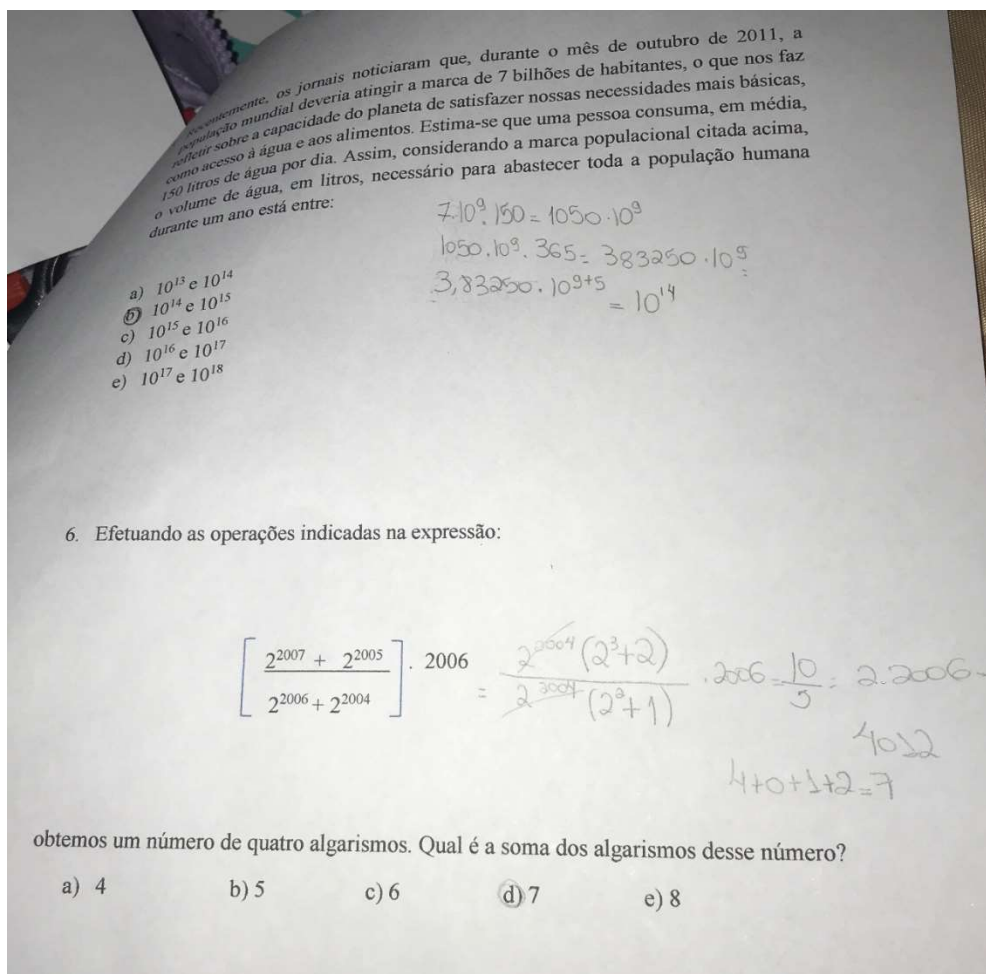 Recentemente, os jornais noticiaram que, durante o mês de outubro de 2011, a
população mundial deveria atingir a marca de 7 bilhões de habitantes, o que nos faz
refletir sobre a capacidade do planeta de satisfazer nossas necessidades mais básicas,
como acesso à água e aos alimentos. Estima-se que uma pessoa consuma, em média,
150 litros de água por dia. Assim, considerando a marca populacional citada acima,
o volume de água, em litros, necessário para abastecer toda a população humana
durante um ano está entre:
7.10⁹.150 = 1050.10⁹
1050.10⁹.365 = 383250.10⁹=
3,83250.10⁹⁺⁵
= 10¹⁴
a) 10¹³ e 10¹⁴
b) 10¹⁴ e 10¹⁵
c) 10¹⁵ e 10¹⁶
d) 10¹⁶ e 10¹⁷
e) 10¹⁷ e 10¹⁸
6. Efetuando as operações indicadas na expressão:
[ (2²⁰⁰⁷ + 2²⁰⁰⁵) / (2²⁰⁰⁶ + 2²⁰⁰⁴) ] . 2006 = 2²⁰⁰⁴(2³+2) / 2²⁰⁰⁴(2²+1) . 2006 = 10/5 = 2.2006-
4012
4+0+1+2=7
obtemos um número de quatro algarismos. Qual é a soma dos algarismos desse número?
a) 4 b) 5 c) 6 d) 7 e) 8